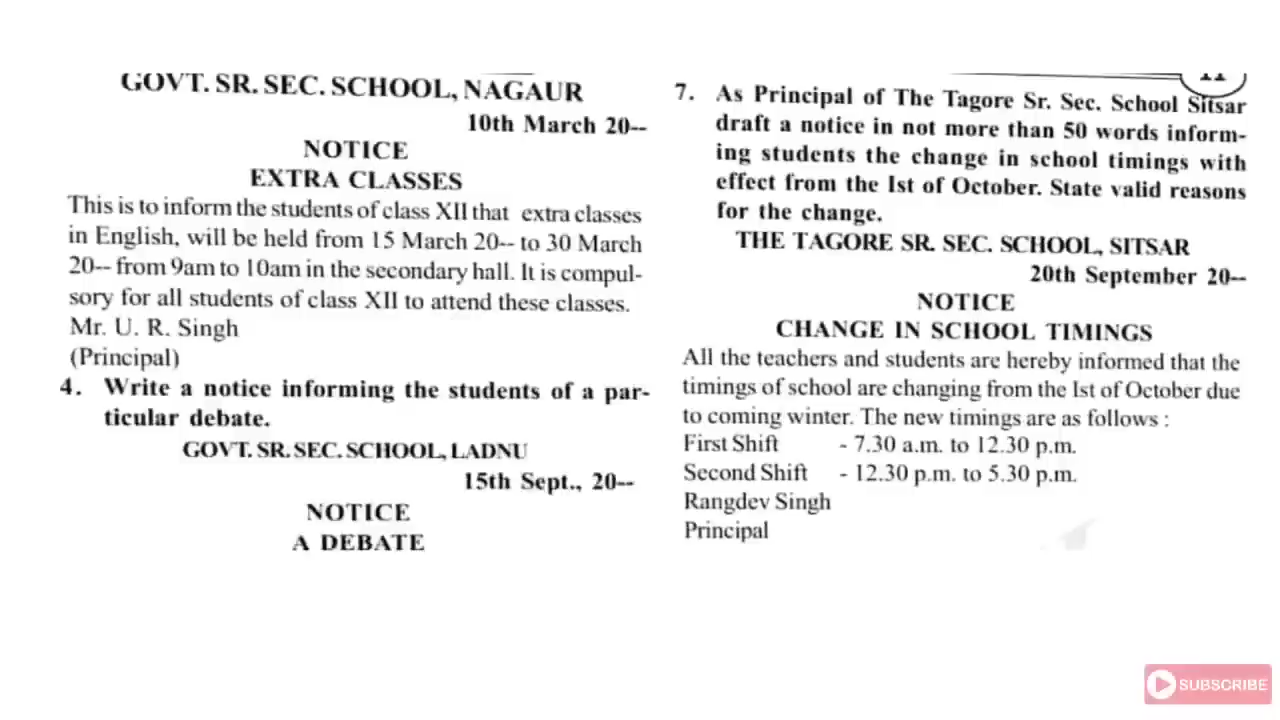 GOVT. SR. SEC. SCHOOL, NAGAUR
10th March 20--
NOTICE
EXTRA CLASSES
This is to inform the students of class XII that extra classes
in English, will be held from 15 March 20-- to 30 March
20-- from 9am to 10am in the secondary hall. It is compul-
sory for all students of class XII to attend these classes.
Mr. U. R. Singh
(Principal)
4. Write a notice informing the students of a par-
ticular debate.
GOVT. SR. SEC. SCHOOL, LADNU
15th Sept., 20--
NOTICE
A DEBATE
11
7. As Principal of The Tagore Sr. Sec. School Sitsar
draft a notice in not more than 50 words inform-
ing students the change in school timings with
effect from the Ist of October. State valid reasons
for the change.
THE TAGORE SR. SEC. SCHOOL, SITSAR
20th September 20--
NOTICE
CHANGE IN SCHOOL TIMINGS
All the teachers and students are hereby informed that the
timings of school are changing from the Ist of October due
to coming winter. The new timings are as follows :
First Shift - 7.30 a.m. to 12.30 p.m.
Second Shift - 12.30 p.m. to 5.30 p.m.
Rangdev Singh
Principal
SUBSCRIBE